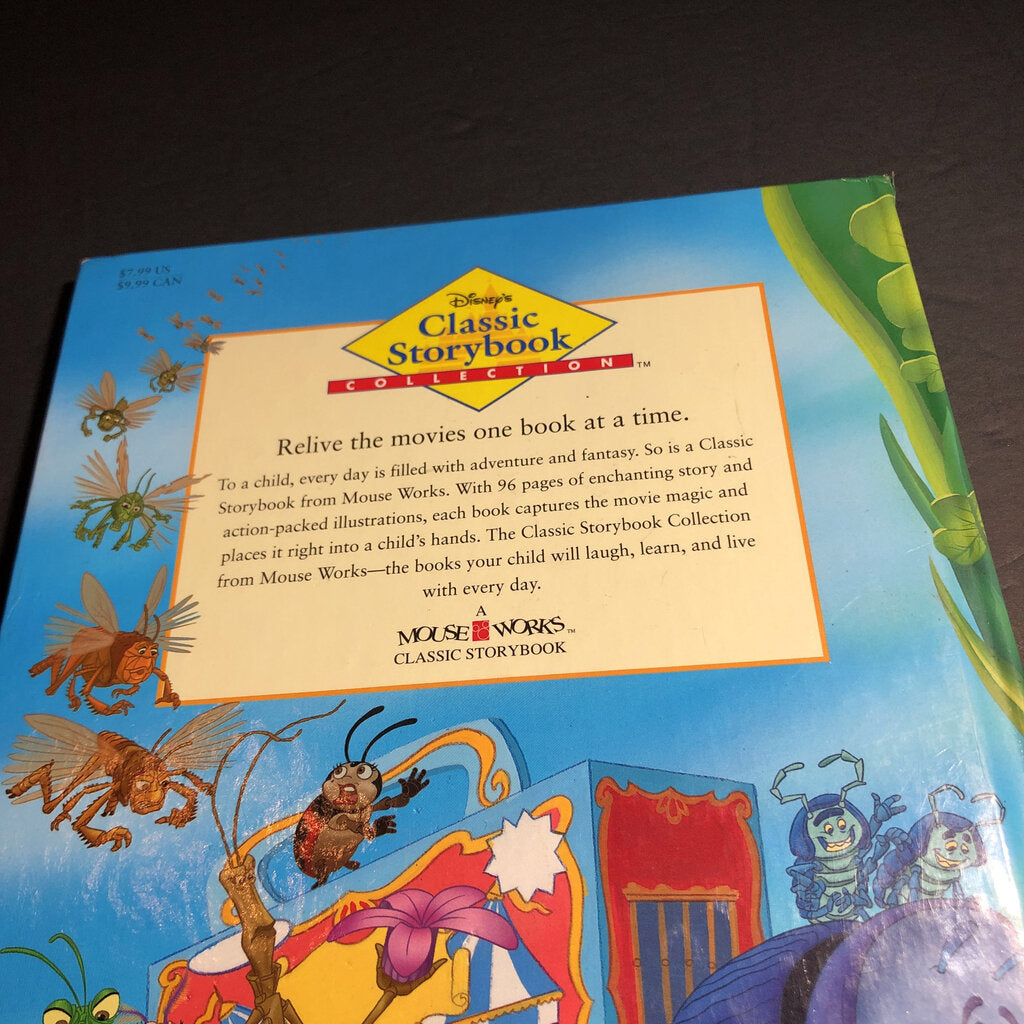 $7.99 US
$9.99 CAN
Disney's
Classic
Storybook
COLLECTION™
Relive the movies one book at a time.
To a child, every day is filled with adventure and fantasy. So is a Classic
Storybook from Mouse Works. With 96 pages of enchanting story and
action-packed illustrations, each book captures the movie magic and
places it right into a child's hands. The Classic Storybook Collection
from Mouse Works—the books your child will laugh, learn, and live
with every day.
A
MOUSE WORKS™
CLASSIC STORYBOOK